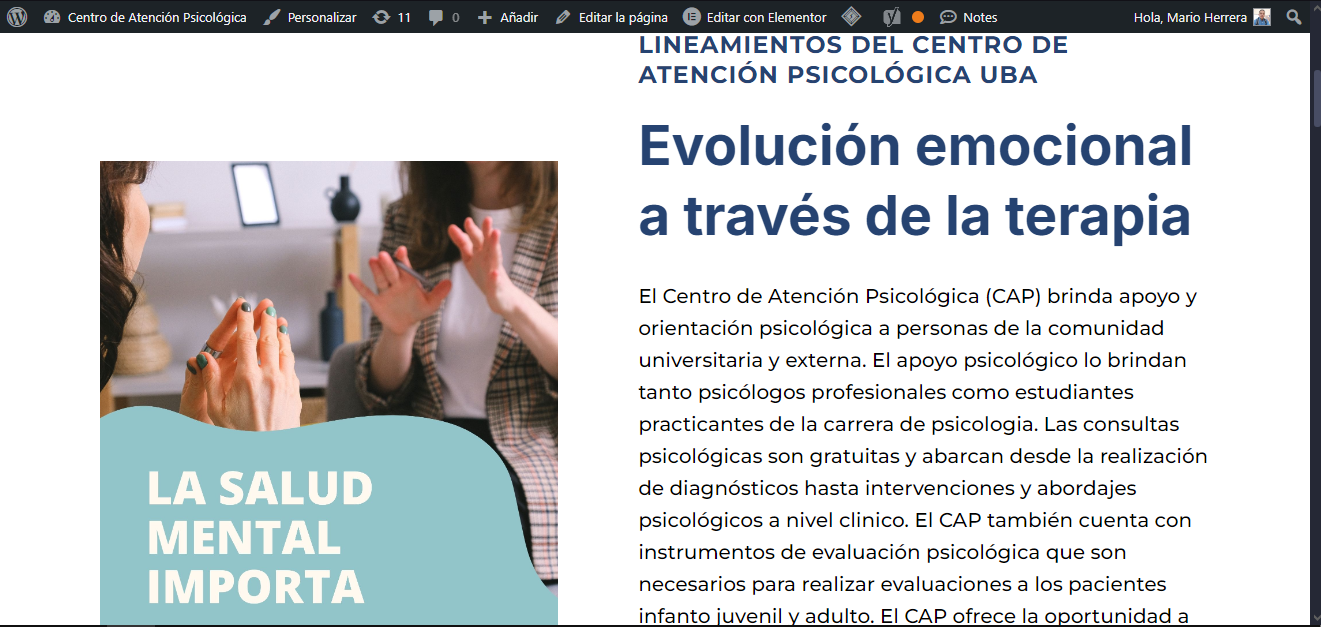 Centro de Atención Psicológica Personalizar 11 0 Añadir Editar la página Editar con Elementor Notes Hola, Mario Herrera
LINEAMIENTOS DEL CENTRO DE
ATENCIÓN PSICOLÓGICA UBA
Evolución emocional
a través de la terapia
El Centro de Atención Psicológica (CAP) brinda apoyo y
orientación psicológica a personas de la comunidad
universitaria y externa. El apoyo psicológico lo brindan
tanto psicólogos profesionales como estudiantes
practicantes de la carrera de psicologia. Las consultas
psicológicas son gratuitas y abarcan desde la realización
de diagnósticos hasta intervenciones y abordajes
psicológicos a nivel clinico. El CAP también cuenta con
instrumentos de evaluación psicológica que son
necesarios para realizar evaluaciones a los pacientes
infanto juvenil y adulto. El CAP ofrece la oportunidad a
LA SALUD
MENTAL
IMPORTA